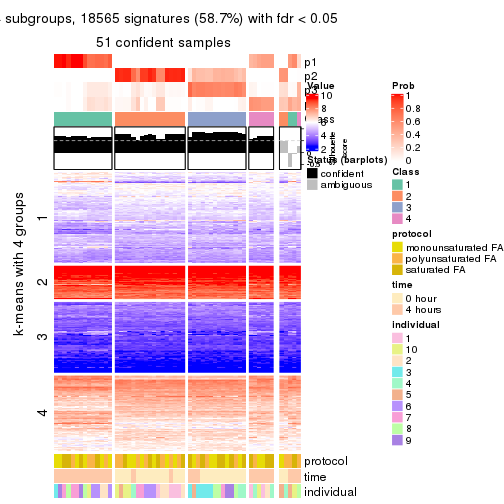 subgroups, 18565 signatures (58.7%) with fdr < 0.05
51 confident samples
p1
p2
p3
Value
10
8
6
4
2
Status (barplots)
confident
ambiguous
Prob
1
0.8
0.6
0.4
0.2
0
Class
1
2
3
4
protocol
monounsaturated FA
polyunsaturated FA
saturated FA
time
0 hour
4 hours
individual
1
10
2
3
4
5
6
7
8
9
k-means with 4 groups
1
2
3
4
protocol
time
individual